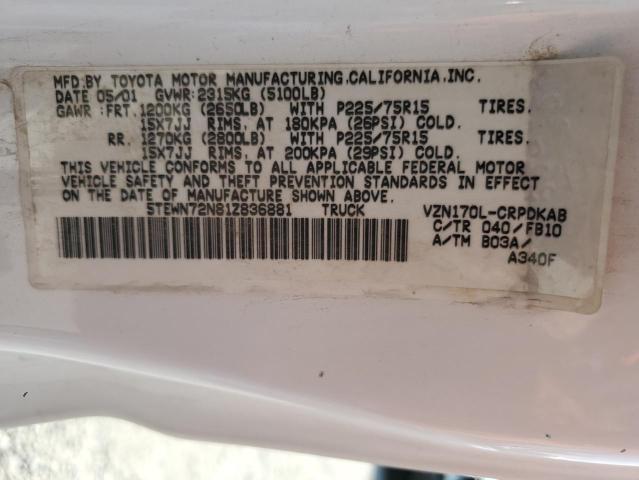 MFD.BY TOYOTA MOTOR MANUFACTURING,CALIFORNIA,INC.
DATE 05/01 GVWR:2315KG (5100LB)
GAWR :FRT. 1200KG (2650LB) WITH P225/75R15 TIRES.
15X7JJ RIMS. AT 180KPA (26PSI) COLD.
RR. 1270KG (2800LB) WITH P225/75R15 TIRES.
15X7JJ RIMS. AT 200KPA (29PSI) COLD.
THIS VEHICLE CONFORMS TO ALL APPLICABLE FEDERAL MOTOR
VEHICLE SAFETY AND THEFT PREVENTION STANDARDS IN EFFECT
ON THE DATE OF MANUFACTURE SHOWN ABOVE.
5TEWN72N81Z836881 TRUCK VZN170L-CRPDKAB
C/TR 040/FB10
A/TM B03A/
A340F